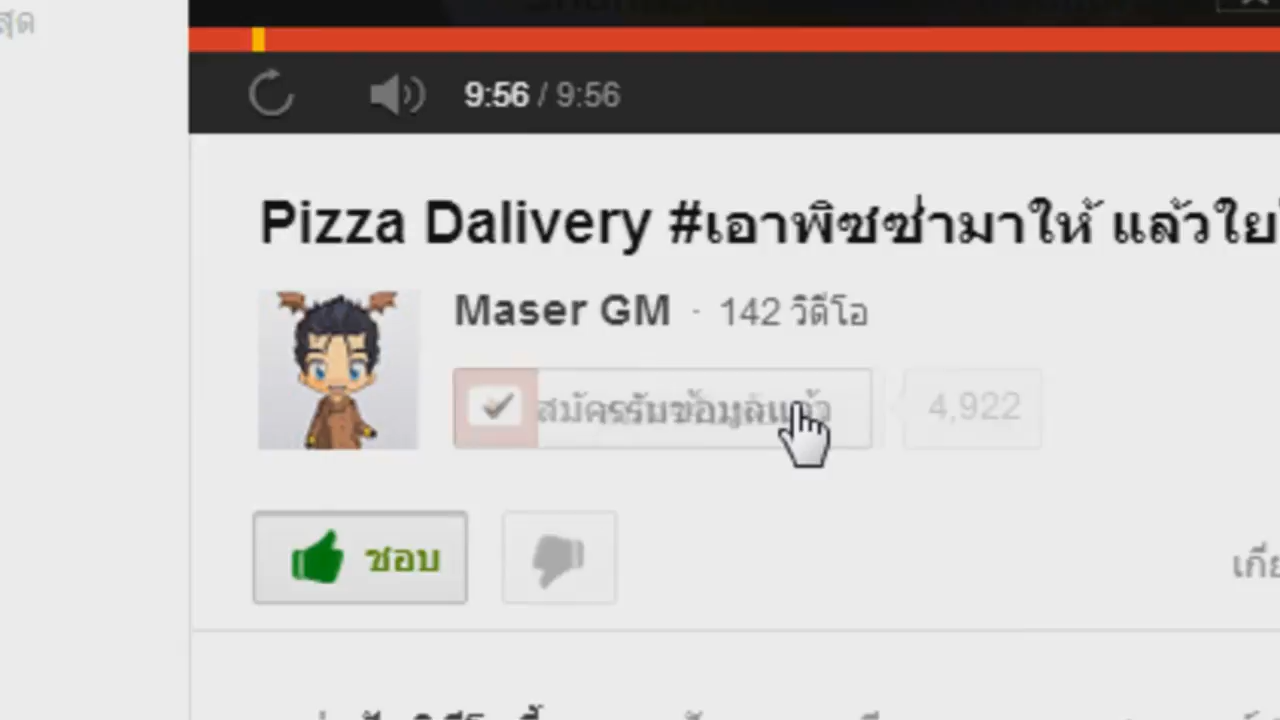 สุด
9:56 / 9:56
Pizza Dalivery #เอาพิซซ่ามาให้ แล้วใย
Maser GM · 142 วิดีโอ
สมัครรับข้อมูลแล้ว
4,922
ชอบ